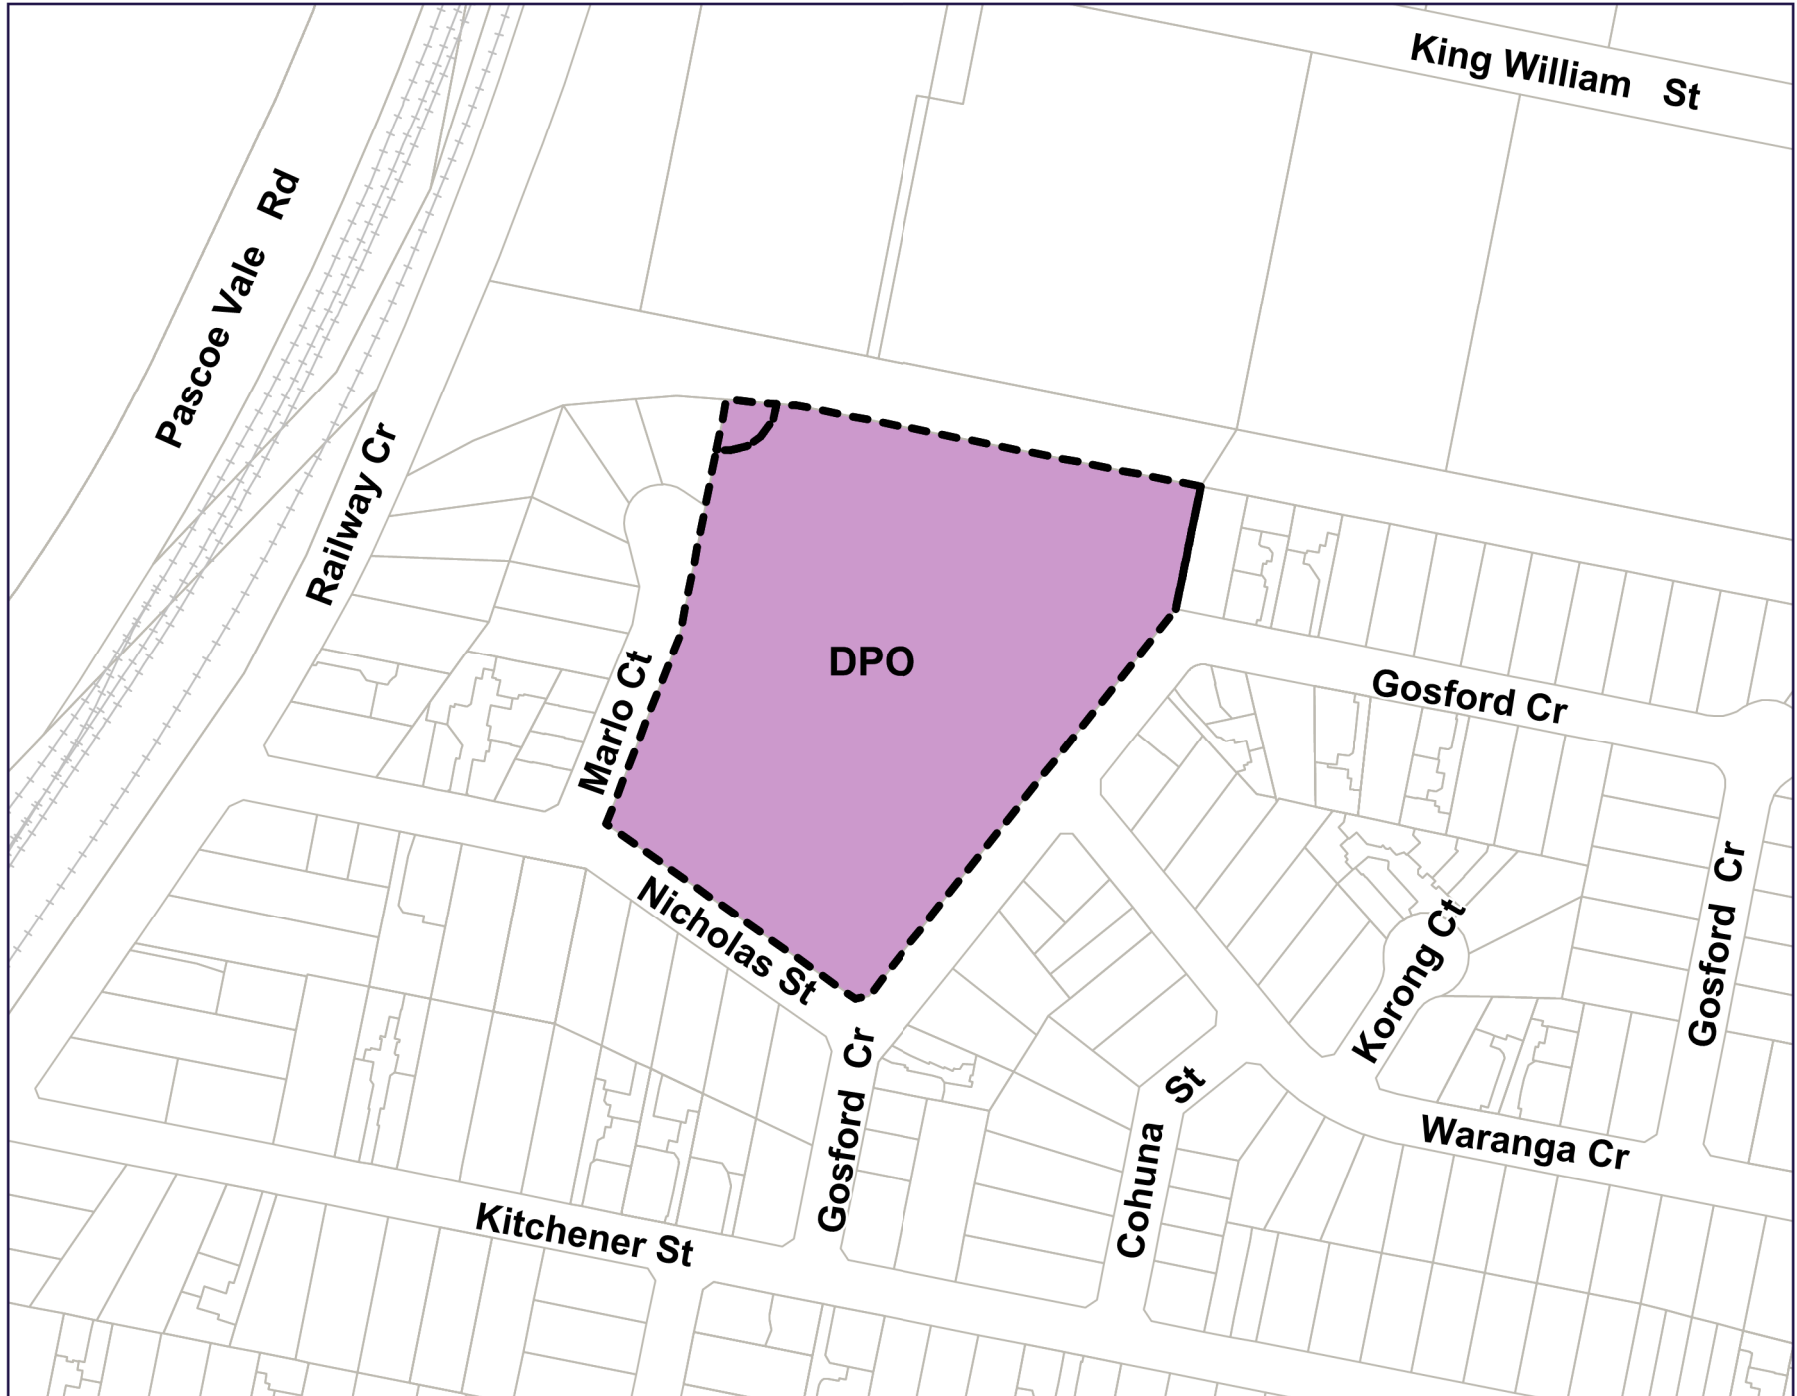 King William St
Pascoe Vale Rd
Railway Cr
DPO
Marlo Ct
Gosford Cr
Nicholas St
Gosford Cr
Korong Ct
Gosford Cr
Cohuna St
Waranga Cr
Kitchener St